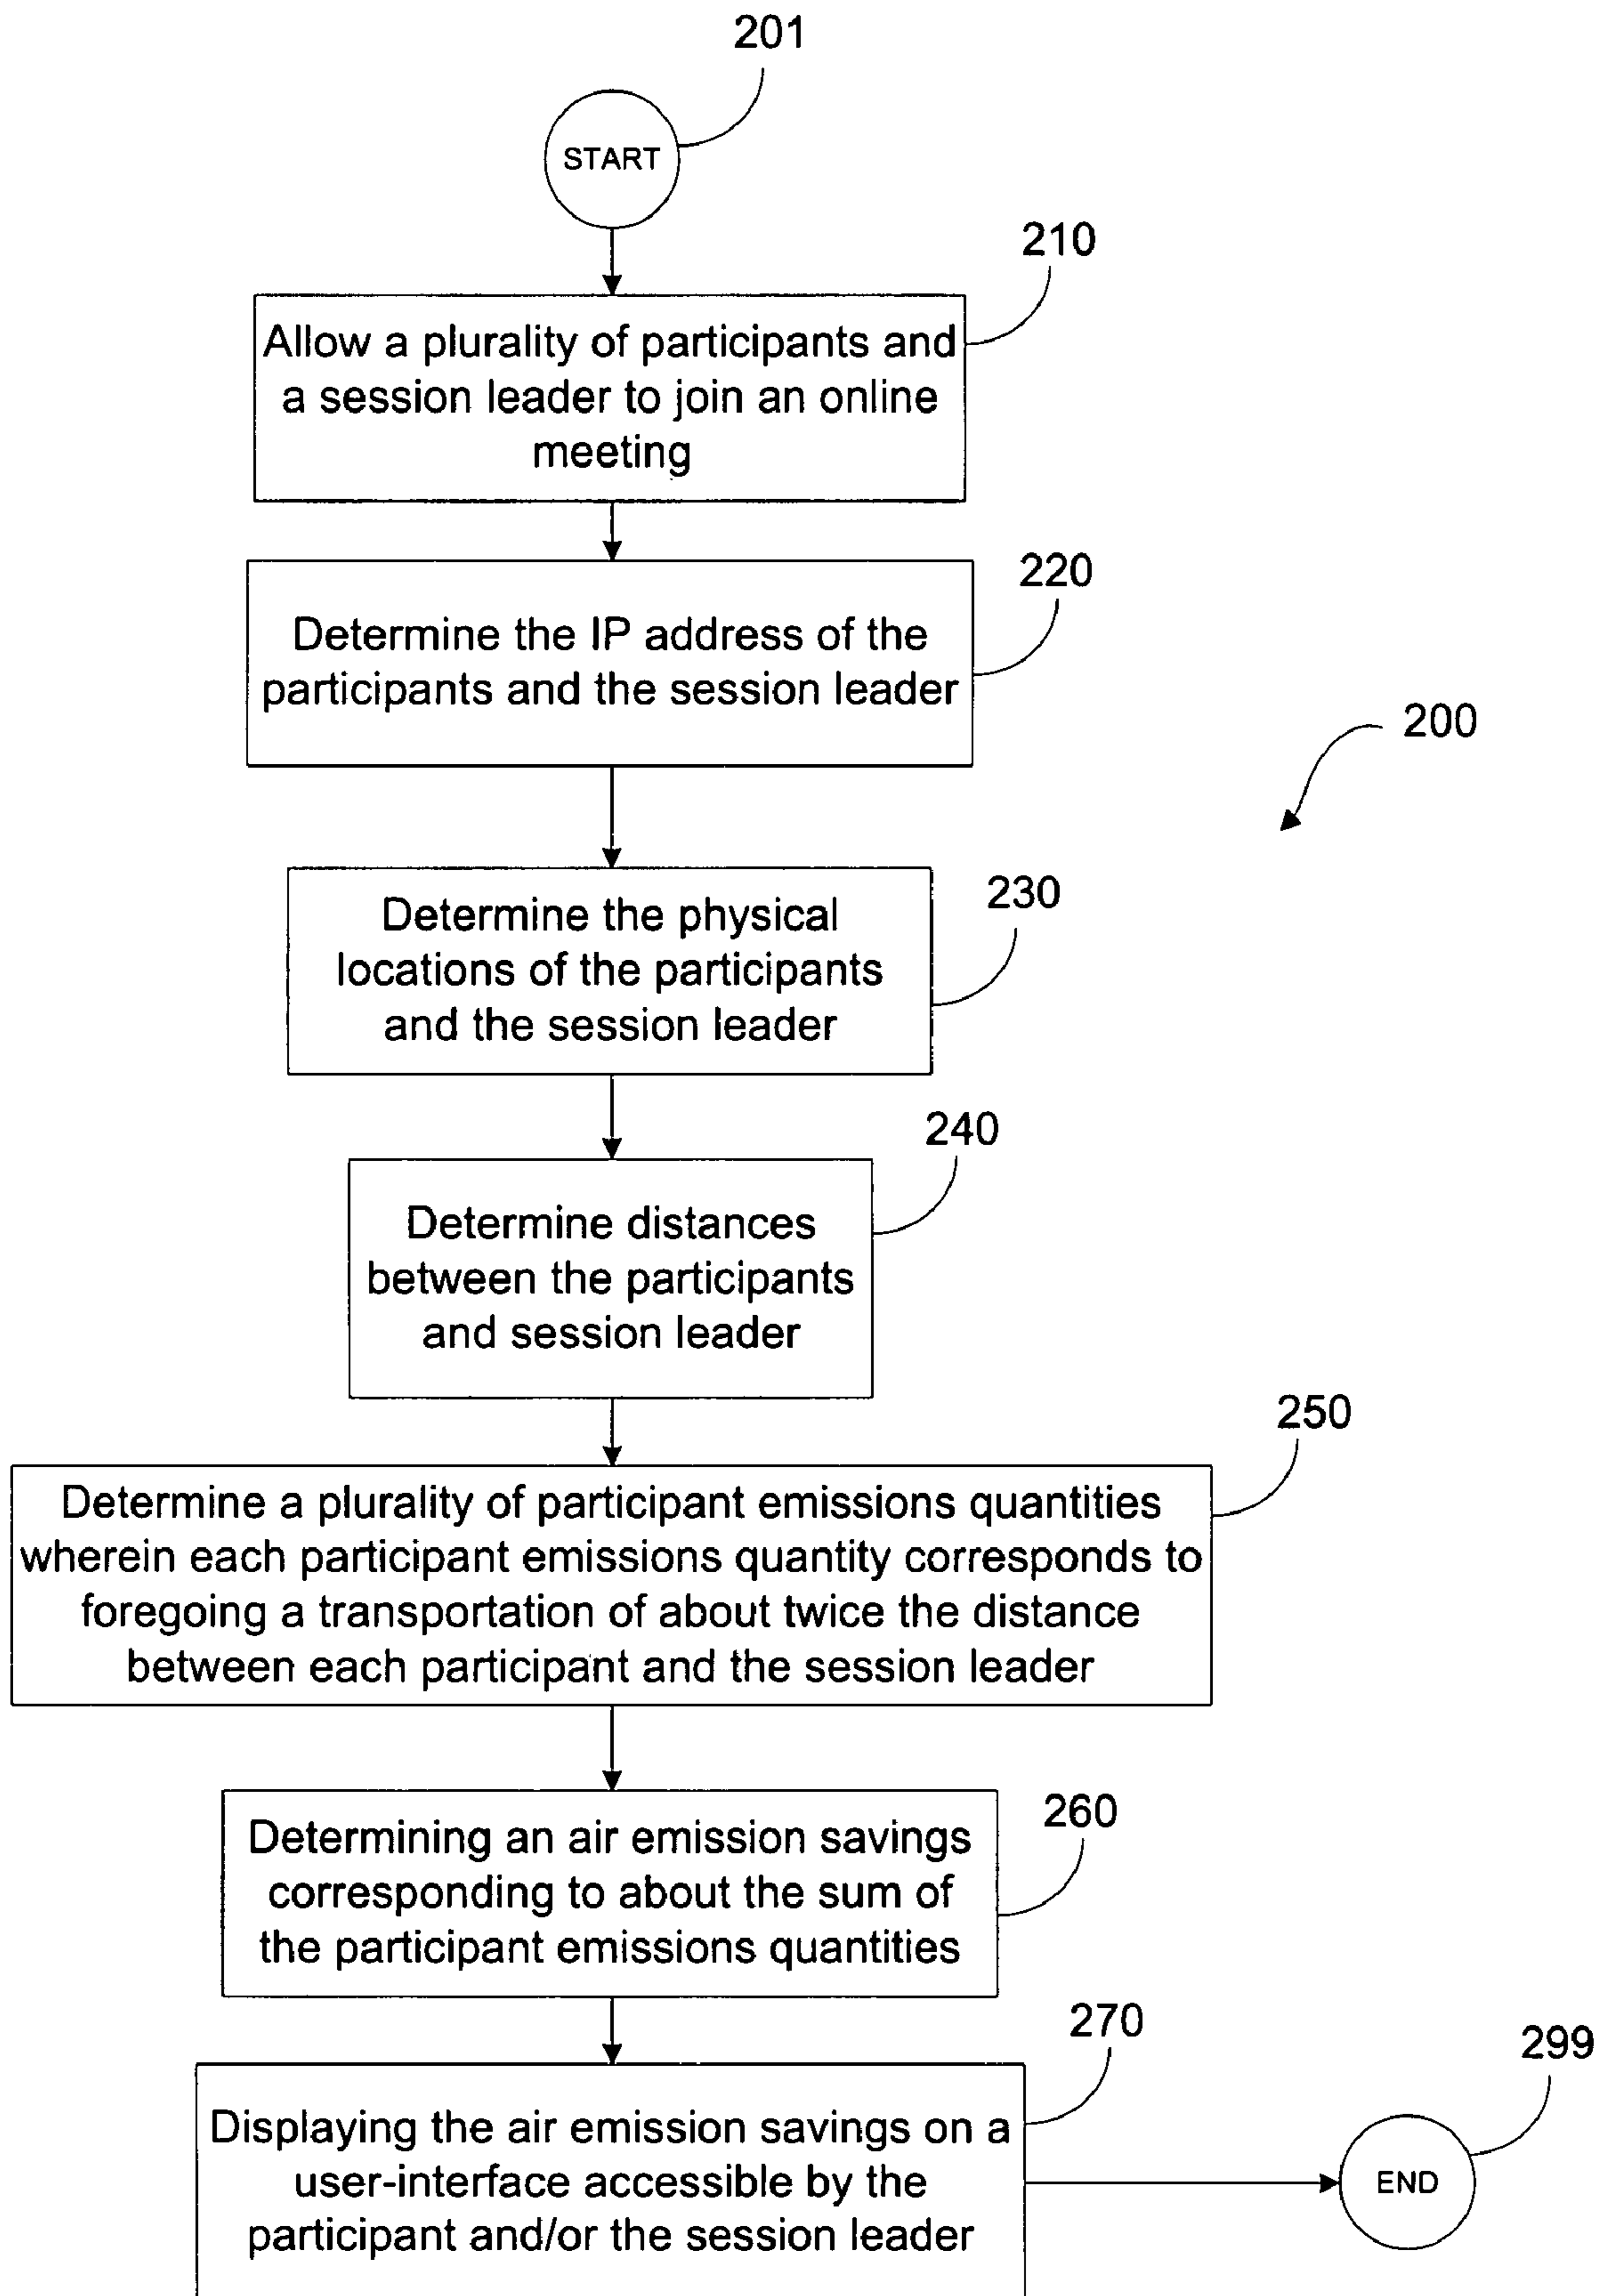 201
START
210
Allow a plurality of participants and
a session leader to join an online
meeting
220
Determine the IP address of the
participants and the session leader
200
230
Determine the physical
locations of the participants
and the session leader
240
Determine distances
between the participants
and session leader
250
Determine a plurality of participant emissions quantities
wherein each participant emissions quantity corresponds to
foregoing a transportation of about twice the distance
between each participant and the session leader
260
Determining an air emission savings
corresponding to about the sum of
the participant emissions quantities
270
299
Displaying the air emission savings on a
user-interface accessible by the
participant and/or the session leader
END